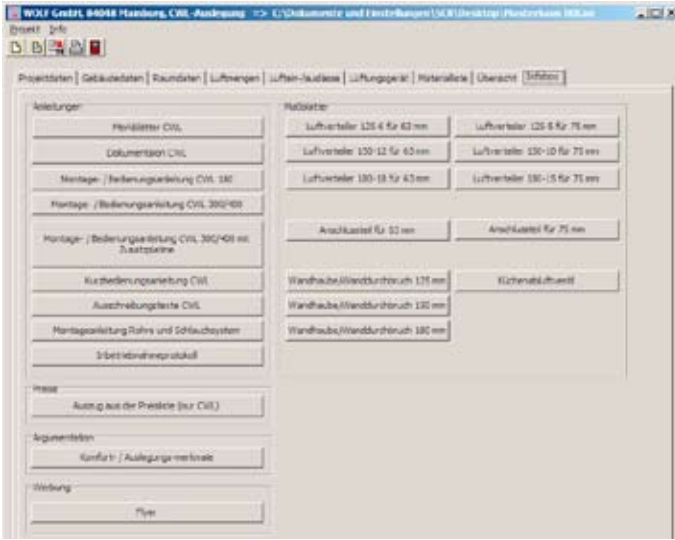 WOLF GmbH, 84048 Mainburg, CWL-Auslegung => C:\Dokumente und Einstellungen\SCH\Desktop\Musterhaus
Projekt Info
Projektdaten Gebäudedaten Raumdaten Luftmengen Luftein-/auslässe Lüftungsgerät Materialliste Übersicht Infobox
Anleitungen
Merkblätter CWL
Dokumentation CWL
Montage- / Bedienungsanleitung CWL 180
Montage- / Bedienungsanleitung CWL 300/400
Montage- / Bedienungsanleitung CWL 300/400 mit
Zusatzplatine
Kurzbedienungsanleitung CWL
Ausschreibungstexte CWL
Montageanleitung Rohre und Schlauchsystem
Inbetriebnahmeprotokoll
Preise
Auszug aus der Preisliste (nur CWL)
Argumentation
Komfort- / Auslegungs-merkmale
Werbung
Flyer
Maßblätter
Luftverteiler 125-6 für 63 mm
Luftverteiler 125-5 für 75 mm
Luftverteiler 150-12 für 63 mm
Luftverteiler 150-10 für 75 mm
Luftverteiler 180-18 für 63 mm
Luftverteiler 180-15 für 75 mm
Anschlussteil für 63 mm
Anschlussteil für 75 mm
Wandhaube/Wanddurchbruch 125 mm
Küchenabluftventil
Wandhaube/Wanddurchbruch 150 mm
Wandhaube/Wanddurchbruch 180 mm